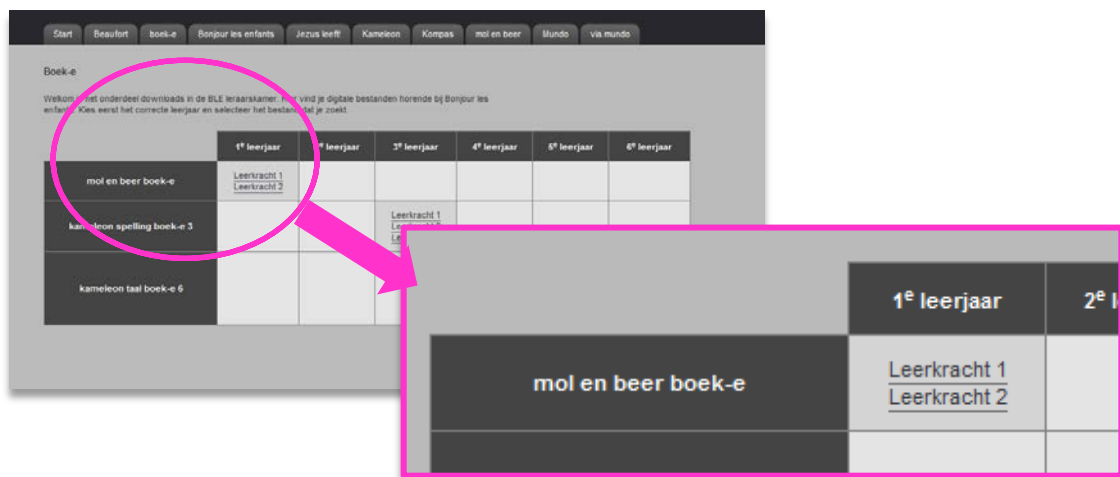 Start Beaufort boek-e Bonjour les enfants Jezus leeft! Kameleon Kompas mol en beer Mundo via mundo
Boek-e
in het onderdeel downloads in de BLE leraarskamer. vind je digitale bestanden horende bij Bonjour les
Kies eerst het correcte leerjaar en selecteer het bestand dat je zoekt.
1e leerjaar leerjaar 3e leerjaar 4e leerjaar 5e leerjaar 6e leerjaar
mol en beer boek-e Leerkracht 1
Leerkracht 2
kameleon spelling boek-e 3 Leerkracht 1
kameleon taal boek-e 6
1e leerjaar 2e
mol en beer boek-e Leerkracht 1
Leerkracht 2